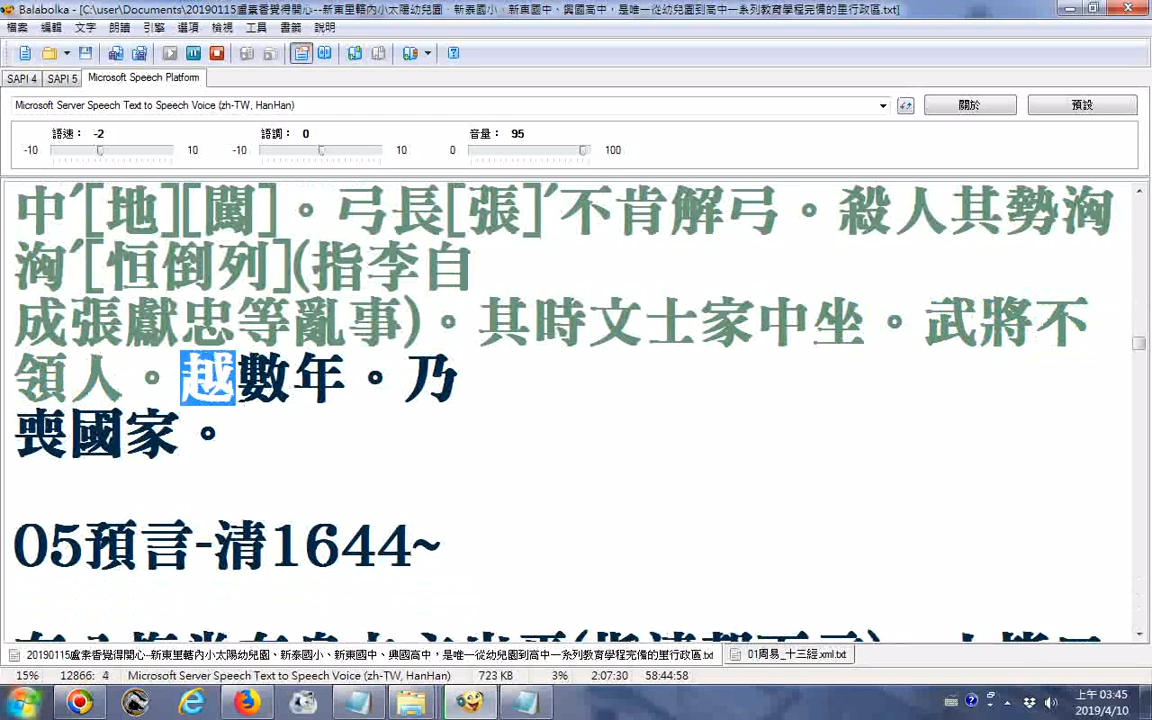 Balabolka - [C:\user\Documents\20190115盧素香覺得開心--新東里轄內小太陽幼兒園﹑新泰國小﹑新東國中﹑興國高中，是唯一從幼兒園到高中一系列教育學程完備的里行政區.txt]
檔案 編輯 文字 朗讀 引擎 選項 檢視 工具 書籤 說明
SAPI 4 SAPI 5 Microsoft Speech Platform
Microsoft Server Speech Text to Speech Voice (zh-TW, HanHan) 關於 預設
語速： -2 語調： 0 音量： 95
-10 10 -10 10 0 100
中'[地][闖]。弓長[張]'不肯解弓。殺人其勢洶
洶'[恒倒列](指李自
成張獻忠等亂事)。其時文士家中坐。武將不
領人。越數年。乃
喪國家。
05預言-清1644~
20190115盧素香覺得開心--新東里轄內小太陽幼兒園、新泰國小、新東國中、興國高中，是唯一從幼兒園到高中一系列教育學程完備的里行政區.txt 01周易_十三經.xml.txt
15% 12866: 4 Microsoft Server Speech Text to Speech Voice (zh-TW, HanHan) 723 KB 3% 2:07:30 58:44:58
上午 03:45
2019/4/10